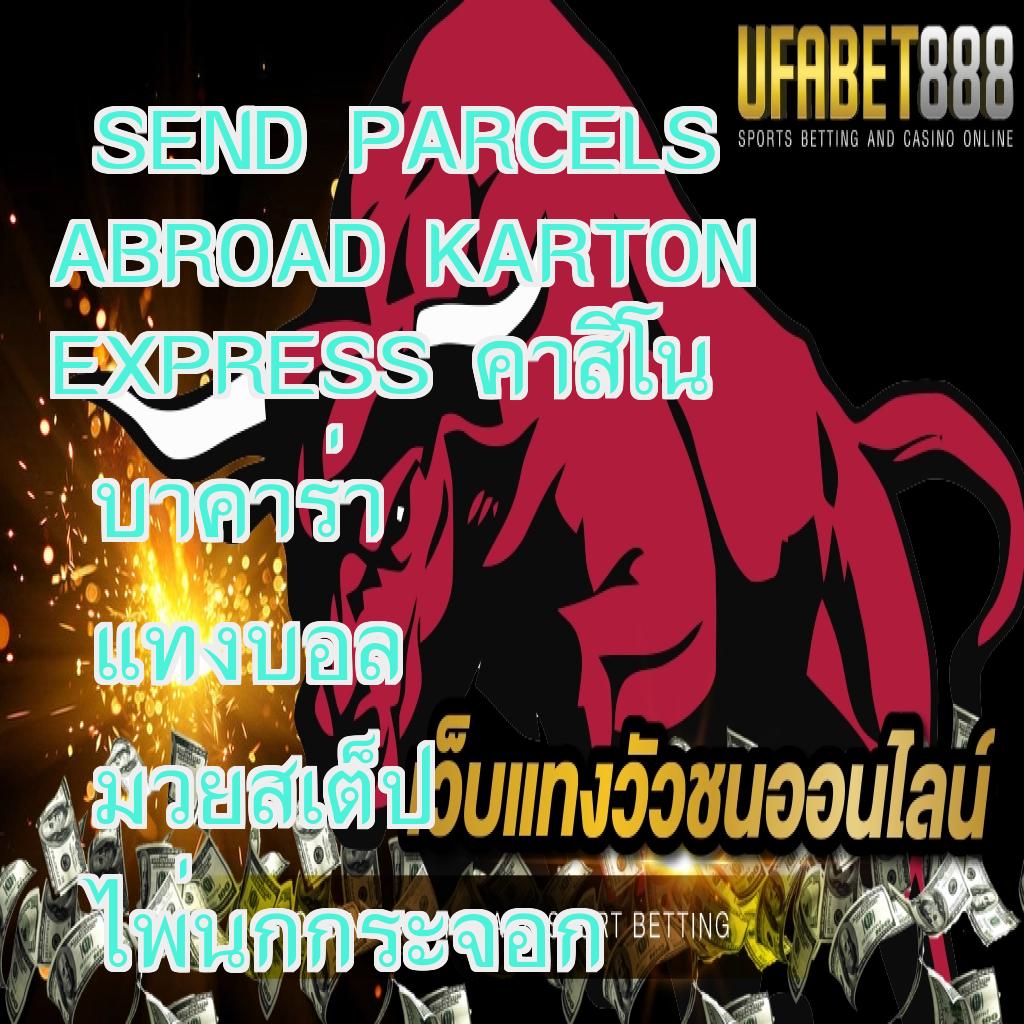 UFABET888
SPORTS BETTING AND CASINO ONLINE
SEND PARCELS
ABROAD KARTON
EXPRESS คาสิโน
บาคาร่า
แทงบอล
มวยสเต็ป
เว็บแทงวัวชนออนไลน์
ไพ่นกกระจอก
RT BETTING